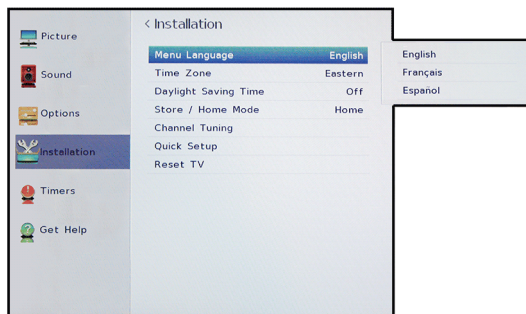 Picture
Sound
Options
Installation
Timers
Get Help
< Installation
Menu Language English
Time Zone Eastern
Daylight Saving Time Off
Store / Home Mode Home
Channel Tuning
Quick Setup
Reset TV
English
Français
Español